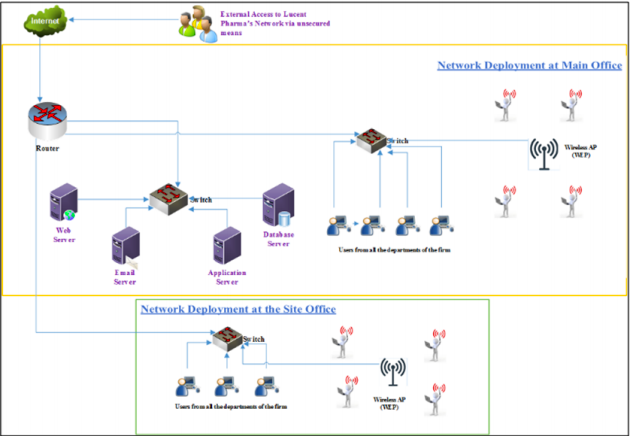 Internet
External Access to Lucent
Pharma's Network via unsecured
means
Network Deployment at Main Office
Router
Switch
Wireless AP
(WEP)
Switch
Web
Server
Email
Server
Application
Server
Database
Server
Users from all the departments of the firm
Network Deployment at the Site Office
Switch
Users from all the departments of the firm
Wireless AP
(WEP)